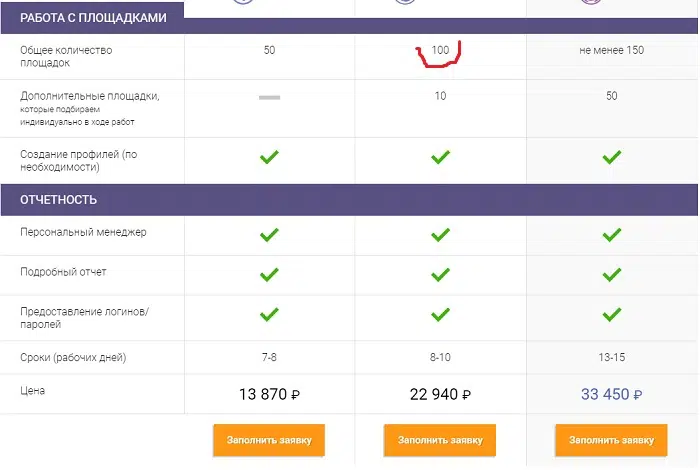 РАБОТА С ПЛОЩАДКАМИ
Общее количество
площадок
50
100
не менее 150
Дополнительные площадки,
которые подбираем
индивидуально в ходе работ
10
50
Создание профилей (по
необходимости)
ОТЧЕТНОСТЬ
Персональный менеджер
Подробный отчет
Предоставление логинов/
паролей
Сроки (рабочих дней)
7-8
8-10
13-15
Цена
13 870 ₽
22 940 ₽
33 450 ₽
Заполнить заявку
Заполнить заявку
Заполнить заявку